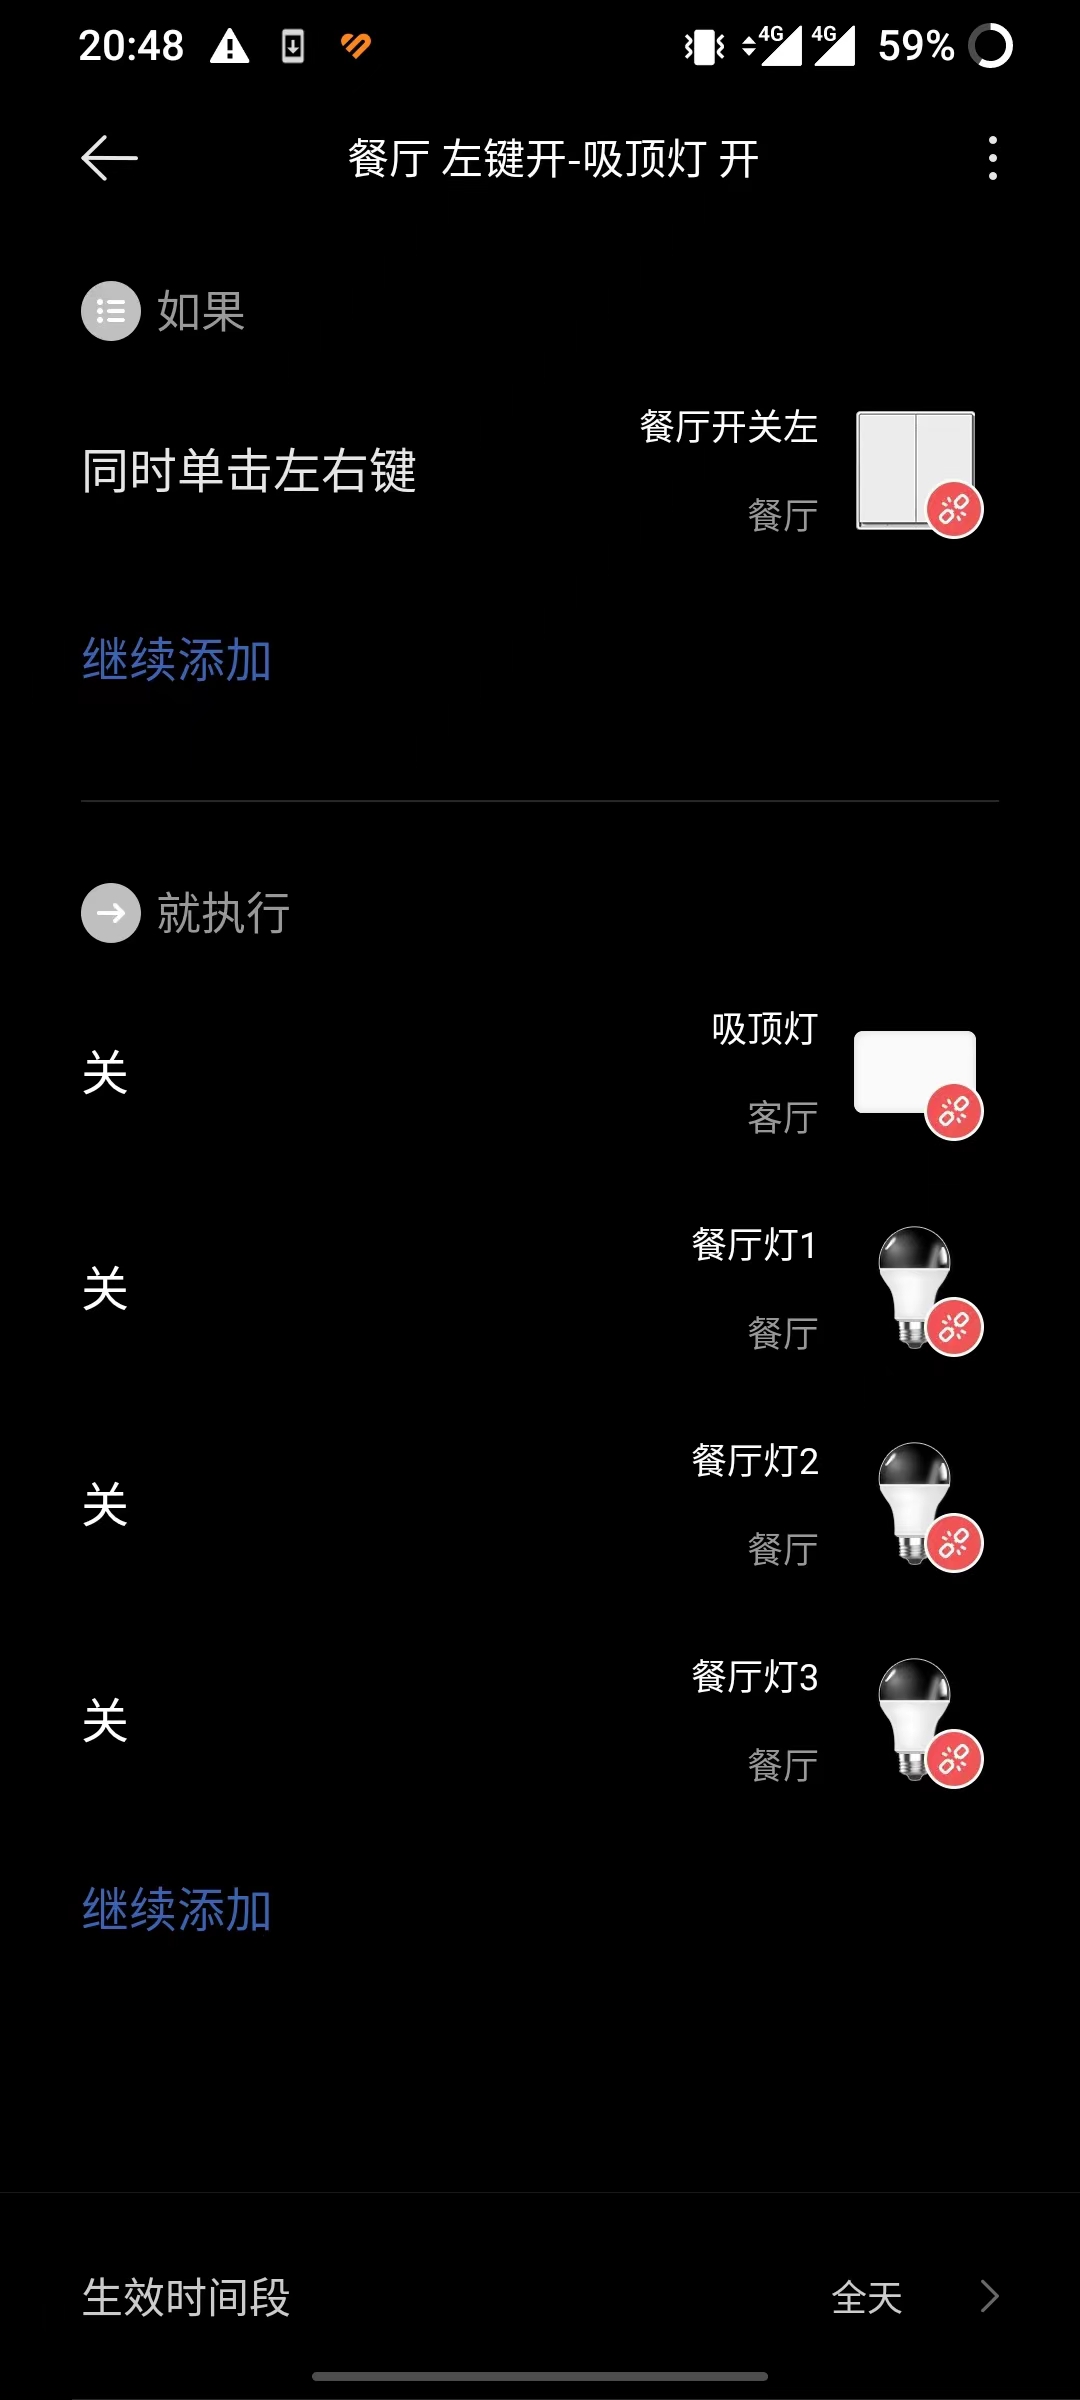 20:48 4G 4G 59%
餐厅 左键开-吸顶灯 开
如果
同时单击左右键
餐厅开关左
餐厅
继续添加
就执行
关
吸顶灯
客厅
关
餐厅灯1
餐厅
关
餐厅灯2
餐厅
关
餐厅灯3
餐厅
继续添加
生效时间段
全天